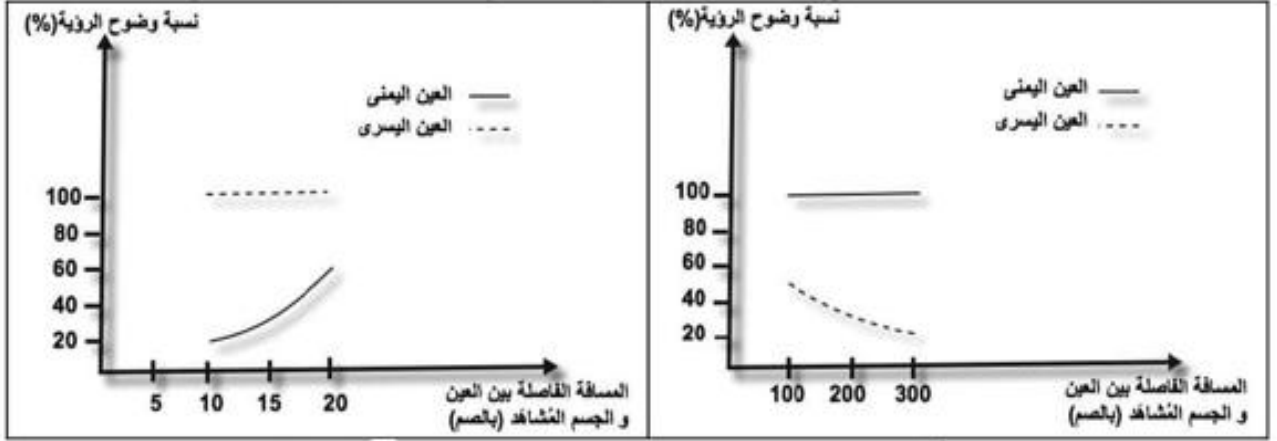 نسبة وضوح الرؤية(%)
العين اليمنى
العين اليسرى
100
80
60
40
20
5 10 15 20
المسافة الفاصلة بين العين
و الجسم المُشاهَد (بالصم)
نسبة وضوح الرؤية(%)
العين اليمنى
العين اليسرى
100
80
60
40
20
100 200 300
المسافة الفاصلة بين العين
و الجسم المُشاهَد (بالصم)